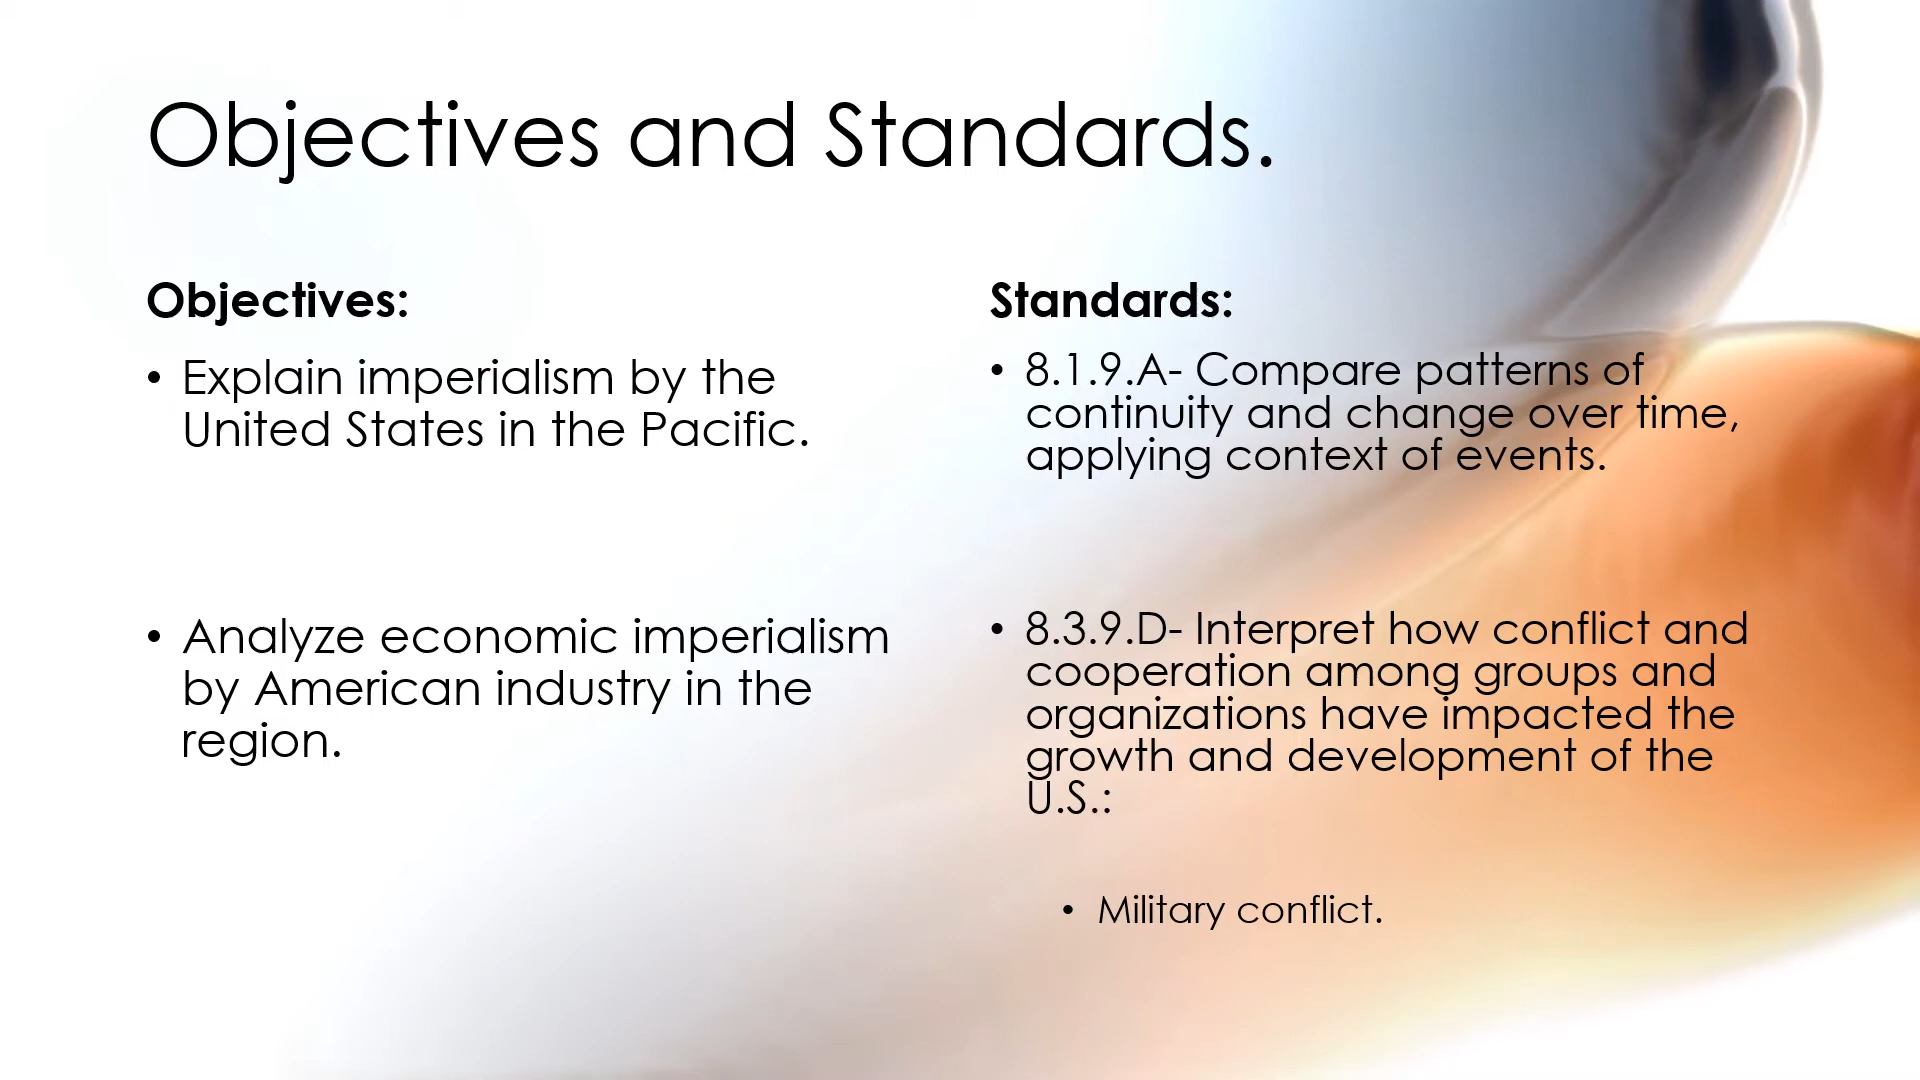 Objectives and Standards.
Objectives:
• Explain imperialism by the
United States in the Pacific.
• Analyze economic imperialism
by American industry in the
region.
Standards:
• 8.1.9.A- Compare patterns of
continuity and change over time,
applying context of events.
• 8.3.9.D- Interpret how conflict and
cooperation among groups and
organizations have impacted the
growth and development of the
U.S.:
• Military conflict.